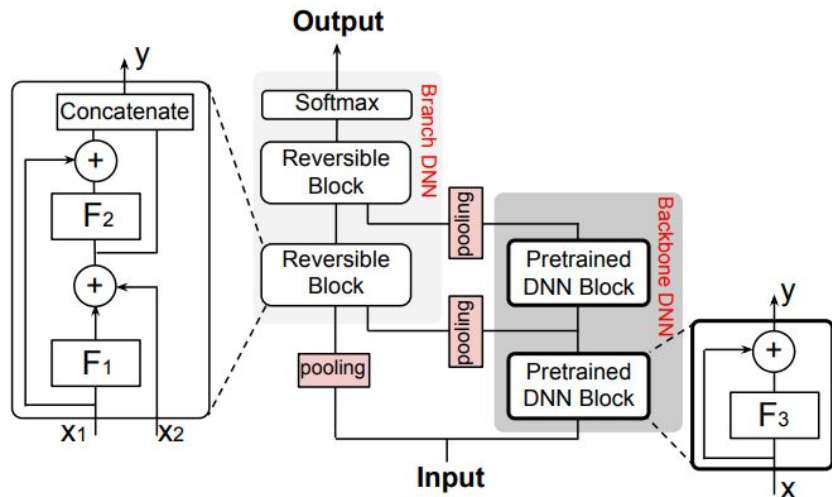 Output
y
Concatenate
+
F2
+
F1
x1
x2
Softmax
Reversible
Block
Reversible
Block
pooling
Branch DNN
pooling
pooling
Backbone DNN
Pretrained
DNN Block
Pretrained
DNN Block
Input
y
+
F3
x